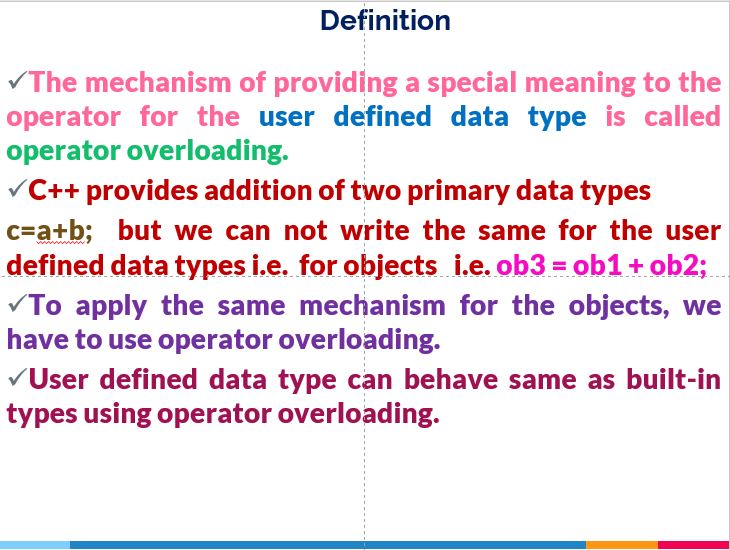 Definition
✓The mechanism of providing a special meaning to the
operator for the user defined data type is called
operator overloading.
✓C++ provides addition of two primary data types
c=a+b; but we can not write the same for the user
defined data types i.e. for objects i.e. ob3 = ob1 + ob2;
✓To apply the same mechanism for the objects, we
have to use operator overloading.
✓User defined data type can behave same as built-in
types using operator overloading.